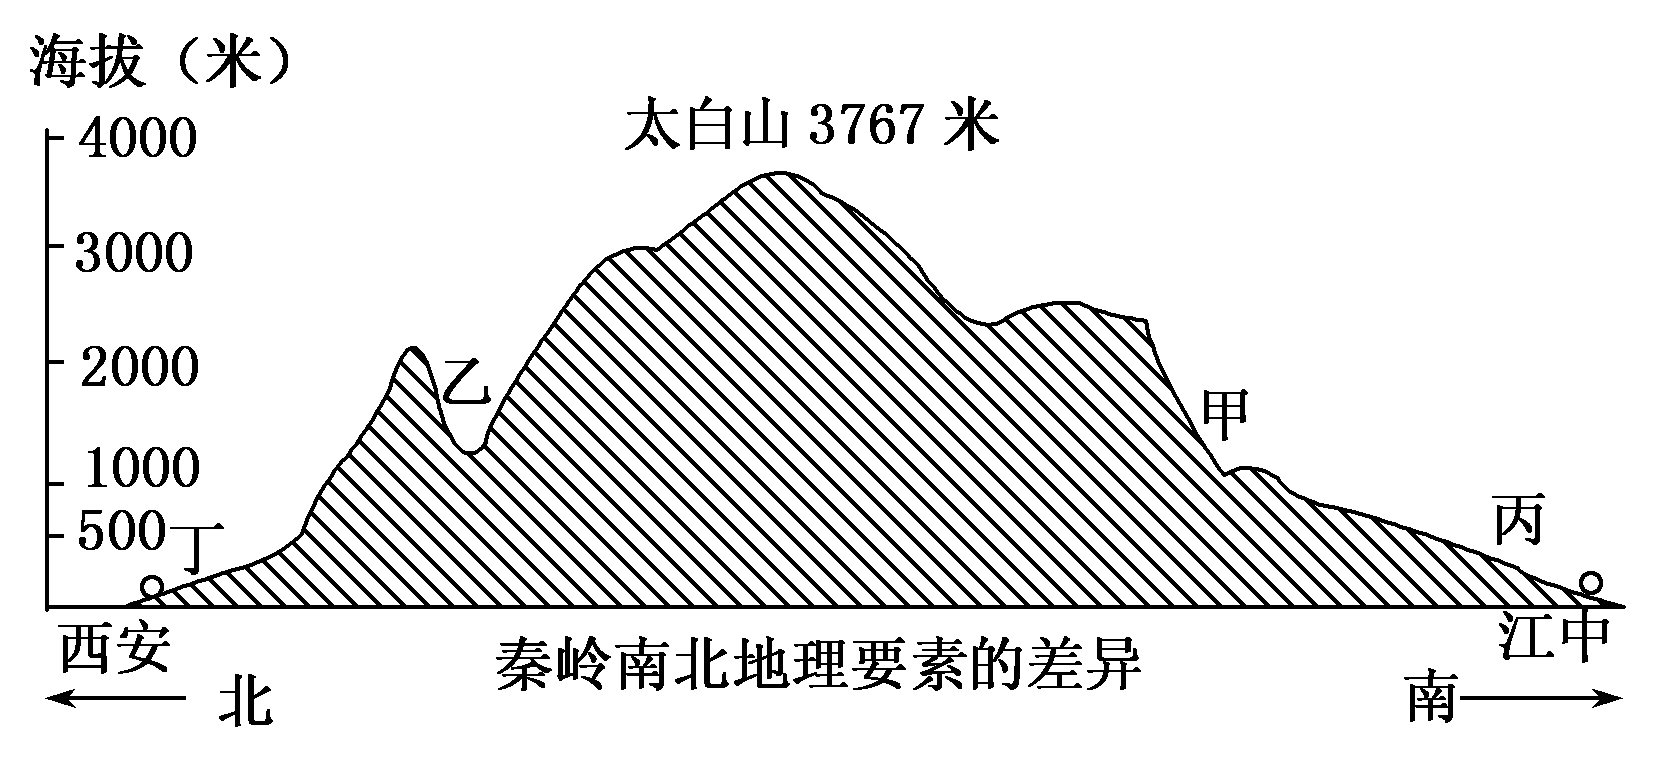 海拔（米）
太白山 3767 米
4000
3000
2000
乙
甲
1000
500
丁
丙
西安
江中
秦岭南北地理要素的差异
北
南